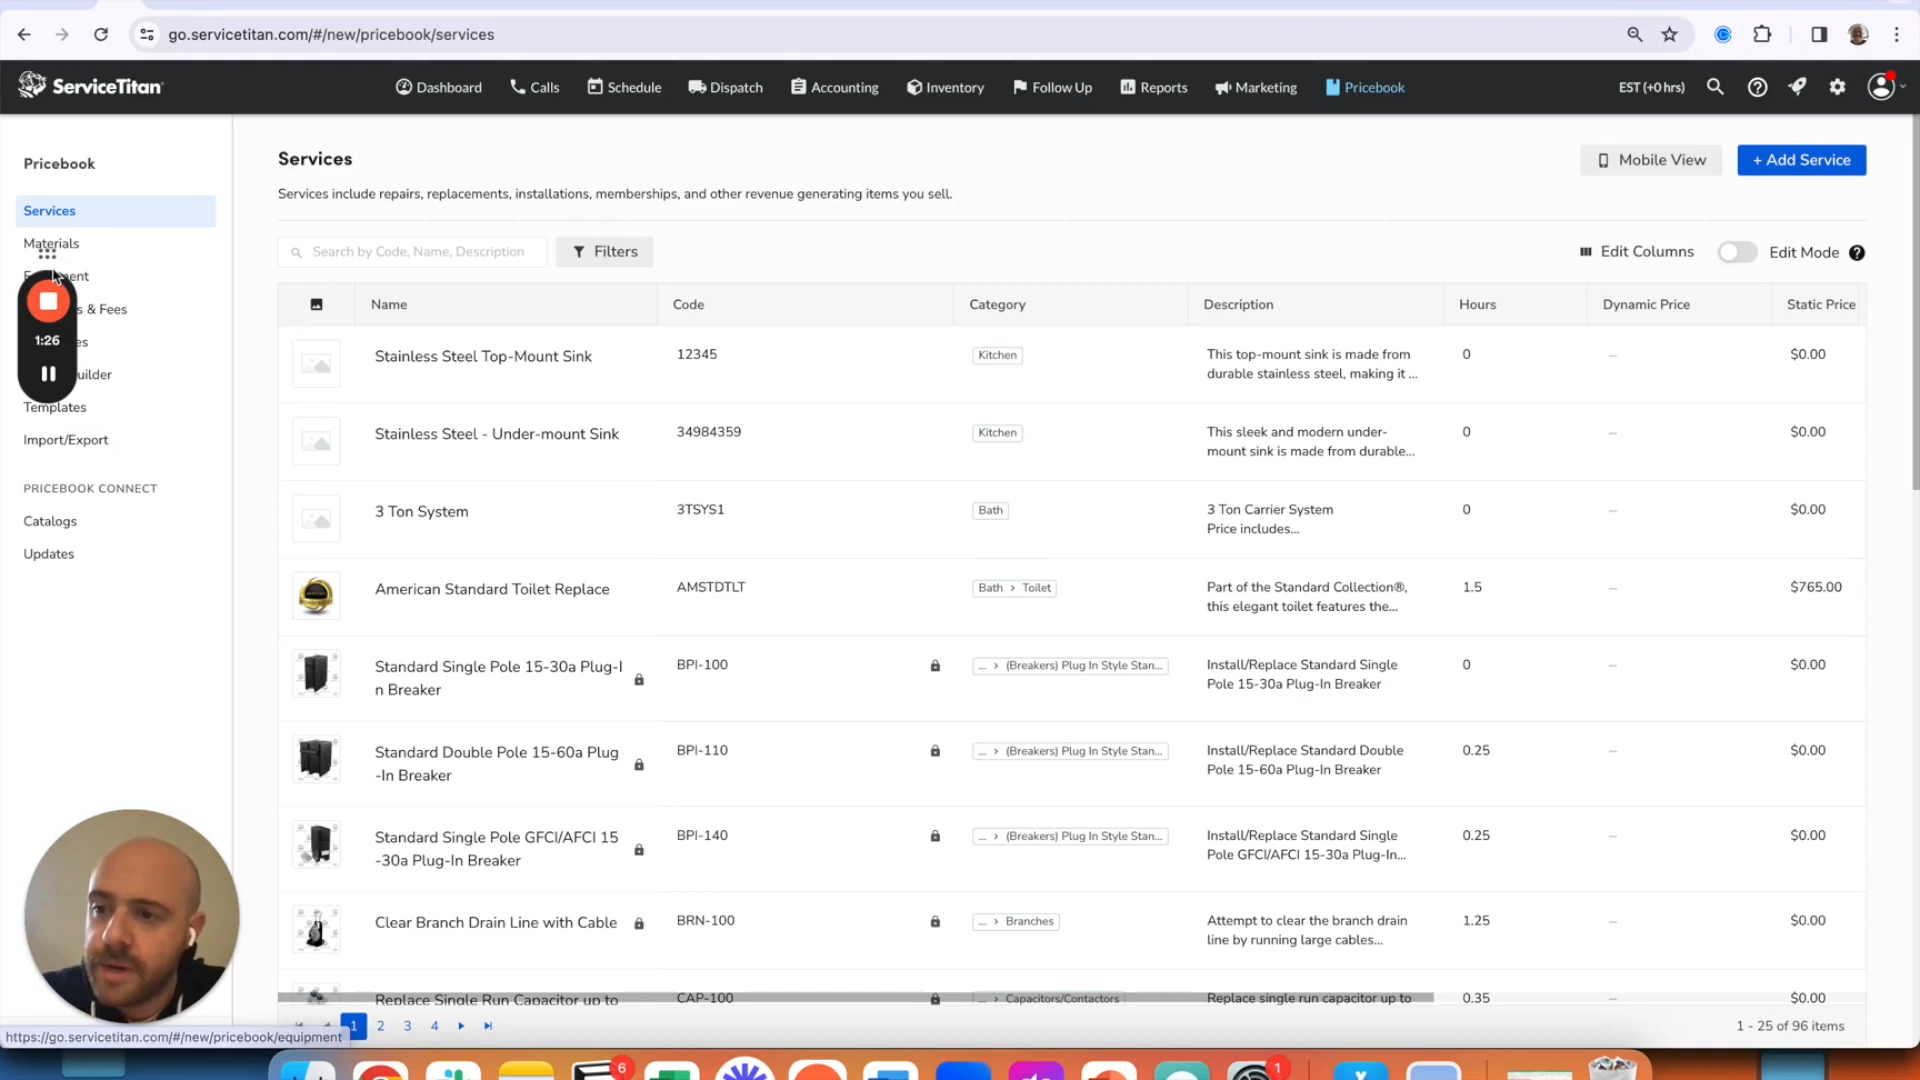 go.servicetitan.com/#/new/pricebook/services
ServiceTitan
Dashboard
Calls
Schedule
Dispatch
Accounting
Inventory
Follow Up
Reports
Marketing
Pricebook
EST (+0 hrs)
Pricebook
Services
Materials
s & Fees
es
uilder
Templates
Import/Export
PRICEBOOK CONNECT
Catalogs
Updates
1:26
Services
Mobile View
+ Add Service
Services include repairs, replacements, installations, memberships, and other revenue generating items you sell.
Search by Code, Name, Description
Filters
Edit Columns
Edit Mode
Name
Code
Category
Description
Hours
Dynamic Price
Static Price
Stainless Steel Top-Mount Sink
12345
Kitchen
This top-mount sink is made from
durable stainless steel, making it ...
0
–
$0.00
Stainless Steel - Under-mount Sink
34984359
Kitchen
This sleek and modern under-
mount sink is made from durable...
0
–
$0.00
3 Ton System
3TSYS1
Bath
3 Ton Carrier System
Price includes...
0
–
$0.00
American Standard Toilet Replace
AMSTDTLT
Bath > Toilet
Part of the Standard Collection®,
this elegant toilet features the...
1.5
–
$765.00
Standard Single Pole 15-30a Plug-I
n Breaker
BPI-100
... > (Breakers) Plug In Style Stan...
Install/Replace Standard Single
Pole 15-30a Plug-In Breaker
0
–
$0.00
Standard Double Pole 15-60a Plug
-In Breaker
BPI-110
... > (Breakers) Plug In Style Stan...
Install/Replace Standard Double
Pole 15-60a Plug-In Breaker
0.25
–
$0.00
Standard Single Pole GFCI/AFCI 15
-30a Plug-In Breaker
BPI-140
... > (Breakers) Plug In Style Stan...
Install/Replace Standard Single
Pole GFCI/AFCI 15-30a Plug-In...
0.25
–
$0.00
Clear Branch Drain Line with Cable
BRN-100
... > Branches
Attempt to clear the branch drain
line by running large cables...
1.25
–
$0.00
Replace Single Run Capacitor up to
CAP-100
... > Capacitors/Contactors
Replace single run capacitor up to
0.35
–
$0.00
1
2
3
4
1 - 25 of 96 items
https://go.servicetitan.com/#/new/pricebook/equipment
6
1